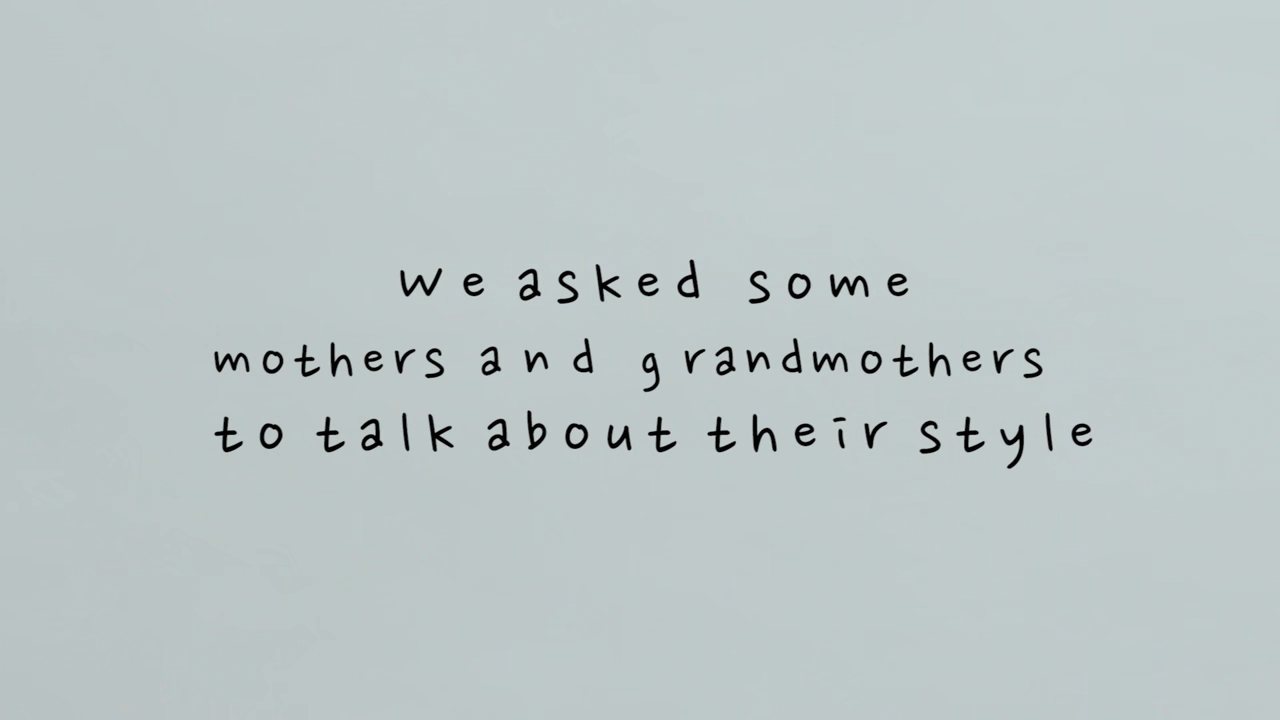 We asked some
mothers and grandmothers
to talk about their style